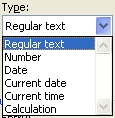 Type:
Regular text
Regular text
Number
Date
Current date
Current time
Calculation